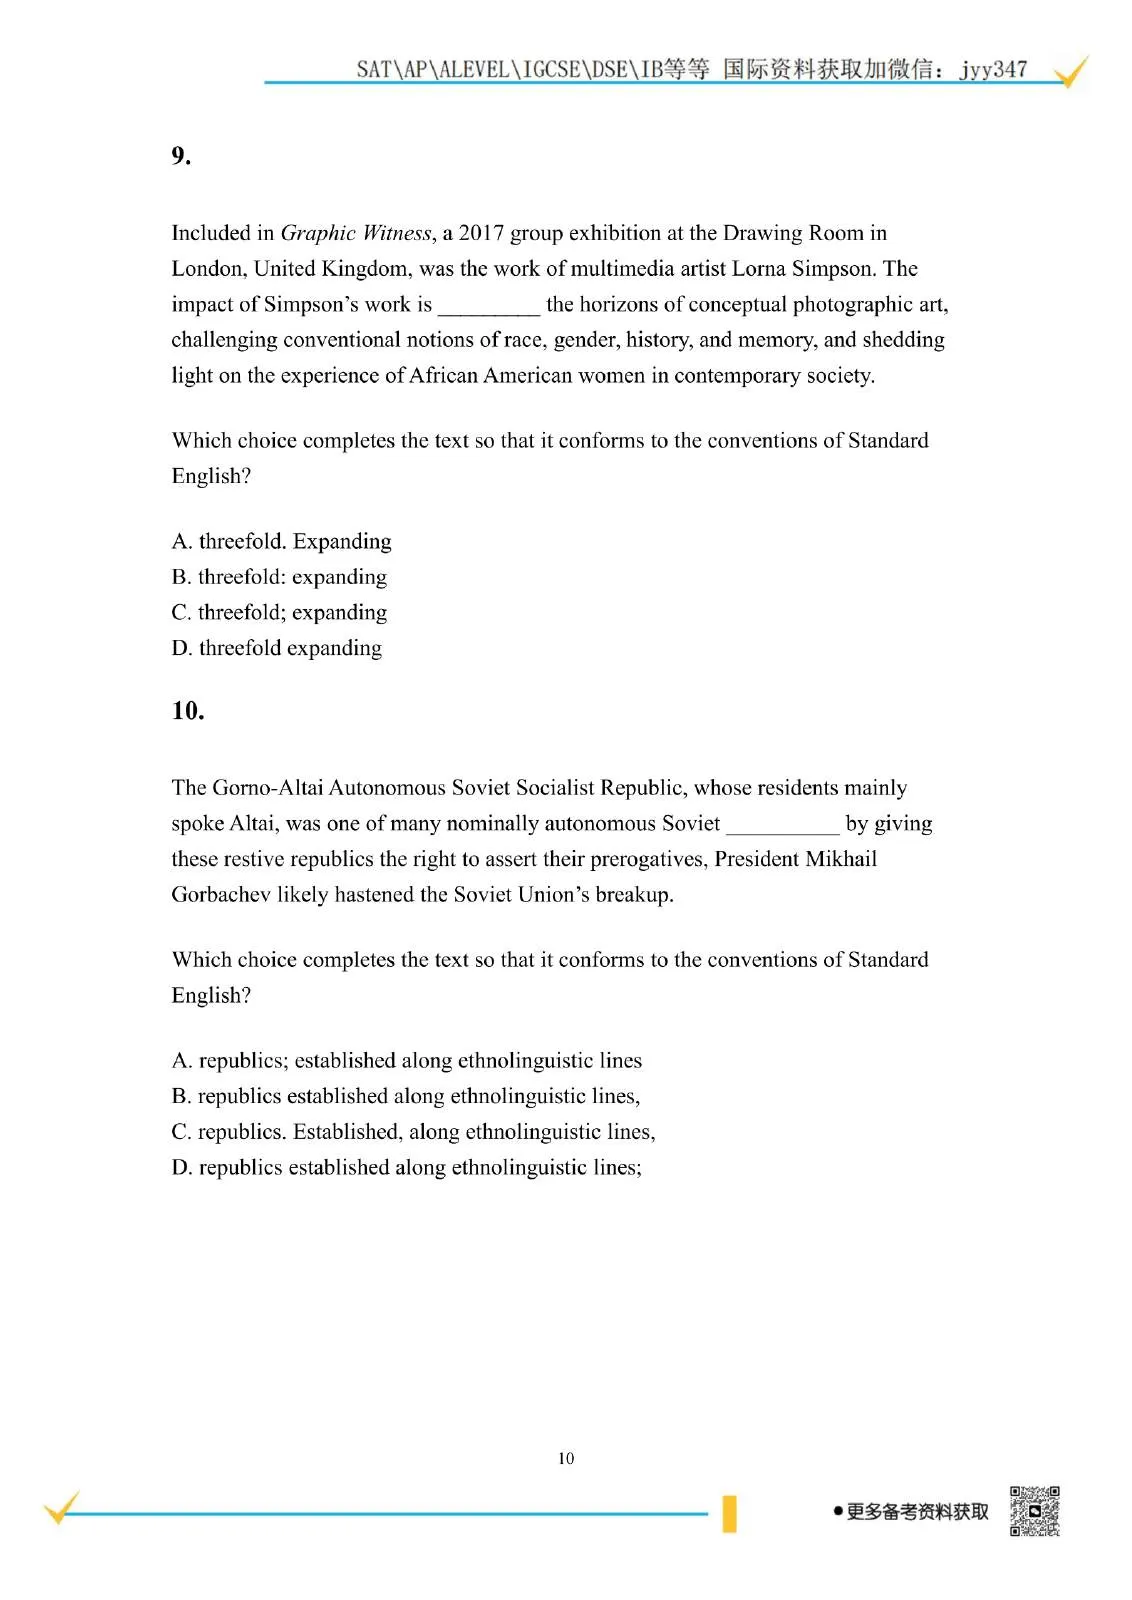 SAT\AP\ALEVEL\IGCSE\DSE\IB等等 国际资料获取加微信：jyy347
9.
Included in Graphic Witness, a 2017 group exhibition at the Drawing Room in
London, United Kingdom, was the work of multimedia artist Lorna Simpson. The
impact of Simpson’s work is _________ the horizons of conceptual photographic art,
challenging conventional notions of race, gender, history, and memory, and shedding
light on the experience of African American women in contemporary society.
Which choice completes the text so that it conforms to the conventions of Standard
English?
A. threefold. Expanding
B. threefold: expanding
C. threefold; expanding
D. threefold expanding
10.
The Gorno-Altai Autonomous Soviet Socialist Republic, whose residents mainly
spoke Altai, was one of many nominally autonomous Soviet __________ by giving
these restive republics the right to assert their prerogatives, President Mikhail
Gorbachev likely hastened the Soviet Union’s breakup.
Which choice completes the text so that it conforms to the conventions of Standard
English?
A. republics; established along ethnolinguistic lines
B. republics established along ethnolinguistic lines,
C. republics. Established, along ethnolinguistic lines,
D. republics established along ethnolinguistic lines;
10
●更多备考资料获取